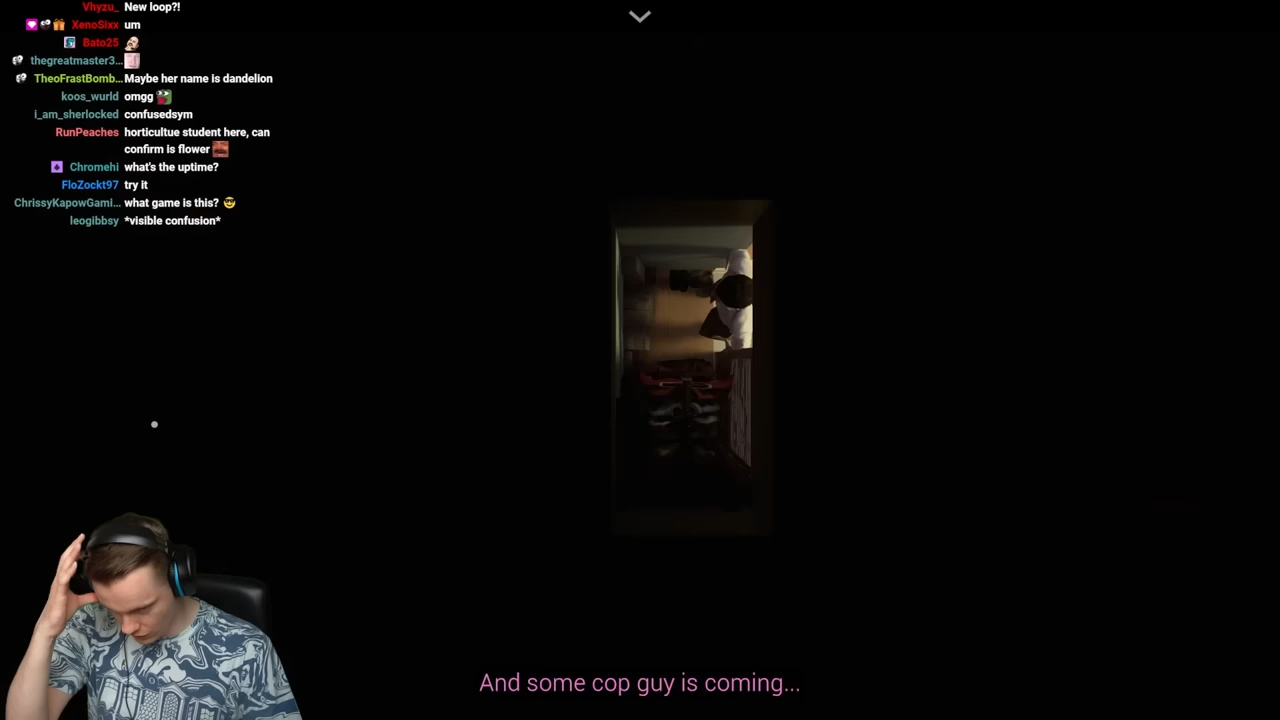 Vhyzu_ New loop?!
XenoSixx um
Bato25
thegreatmaster3...
TheoFrastBomb... Maybe her name is dandelion
koos_wurld omgg
i_am_sherlocked confusedsym
RunPeaches horticultue student here, can
confirm is flower
Chromehi what's the uptime?
FloZockt97 try it
ChrissyKapowGami... what game is this? 😎
leogibbsy *visible confusion*
And some cop guy is coming...